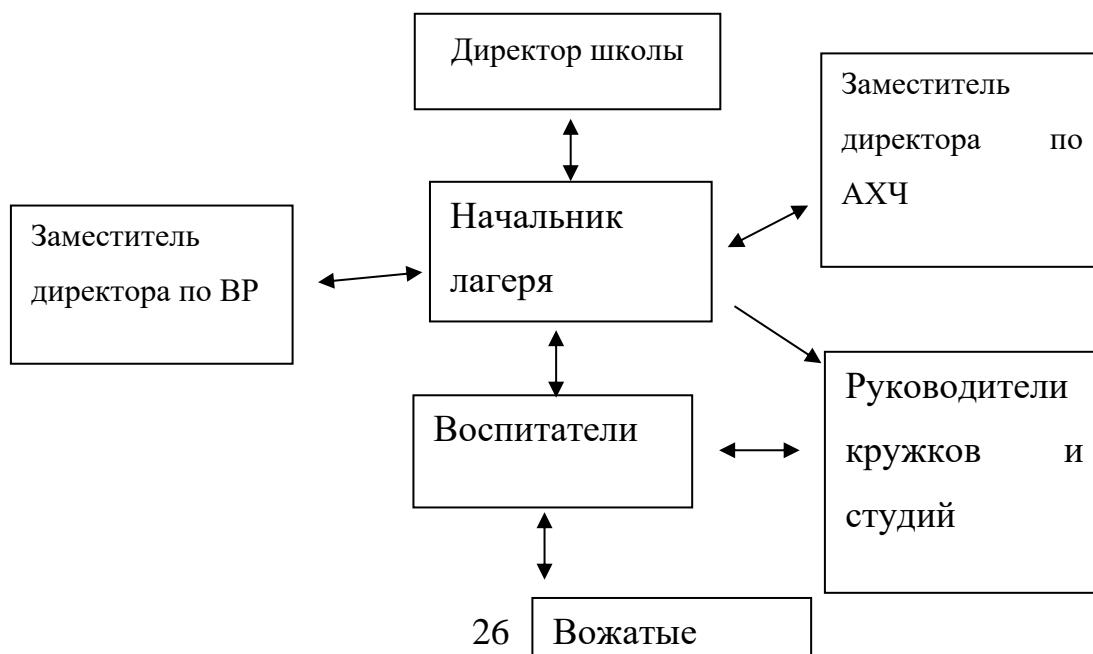 Директор школы
Заместитель
директора по
АХЧ
Начальник
лагеря
Заместитель
директора по ВР
Руководители
кружков и
студий
Воспитатели
26
Вожатые